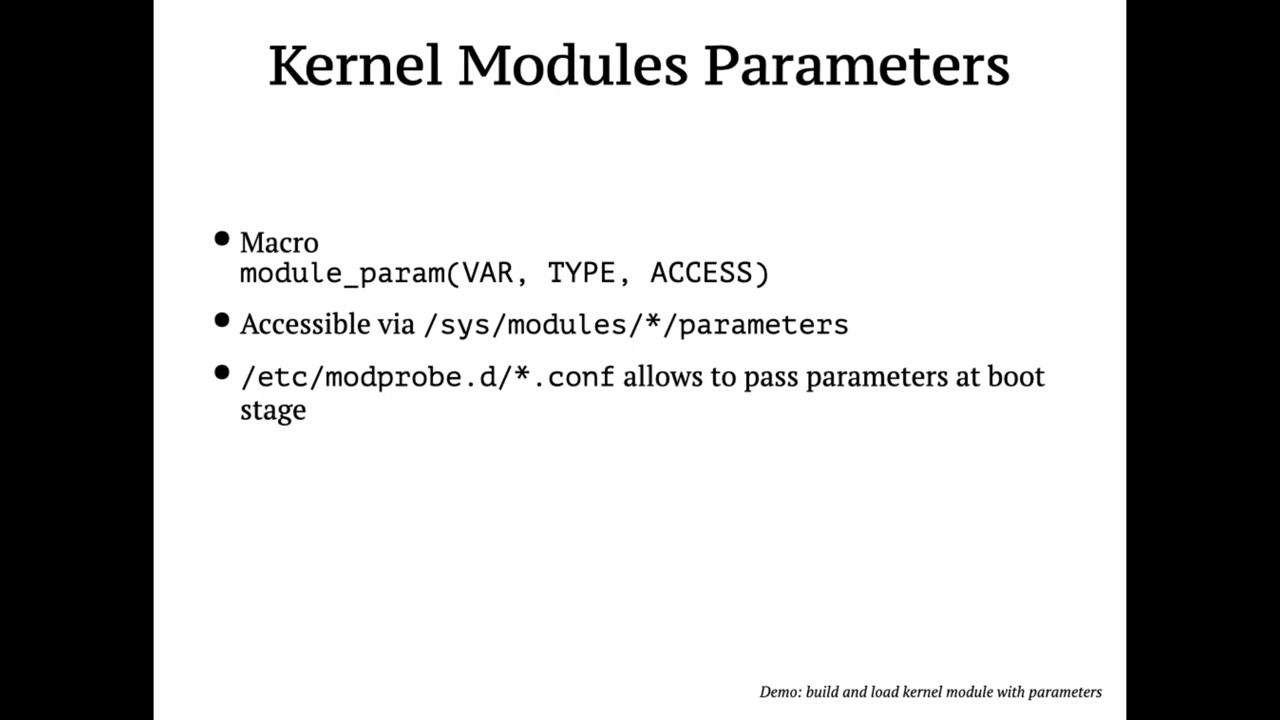 Kernel Modules Parameters
• Macro
module_param(VAR, TYPE, ACCESS)
• Accessible via /sys/modules/*/parameters
• /etc/modprobe.d/*.conf allows to pass parameters at boot
stage
Demo: build and load kernel module with parameters